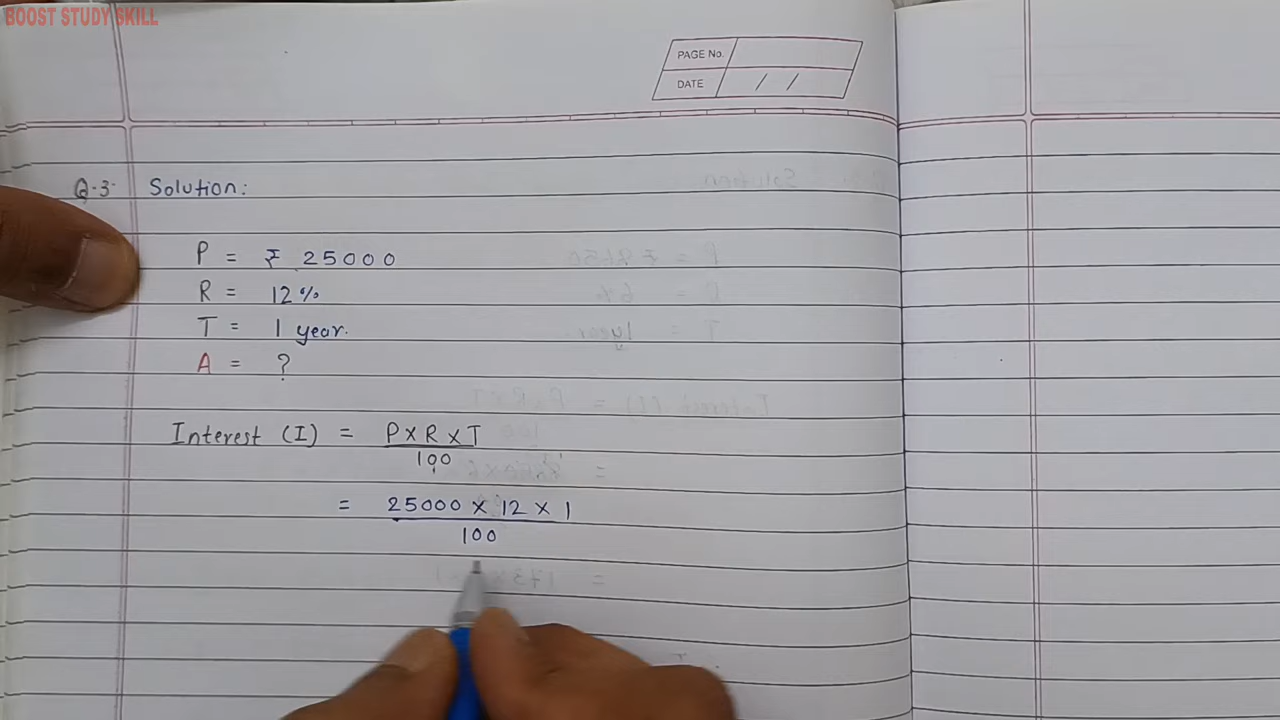 BOOST STUDY SKILL
PAGE No.
DATE / /
Q.3. Solution:
P = ₹ 25000
R = 12%
T = 1 year.
A = ?
Interest (I) = P×R×T
100
= 25000 × 12 × 1
100